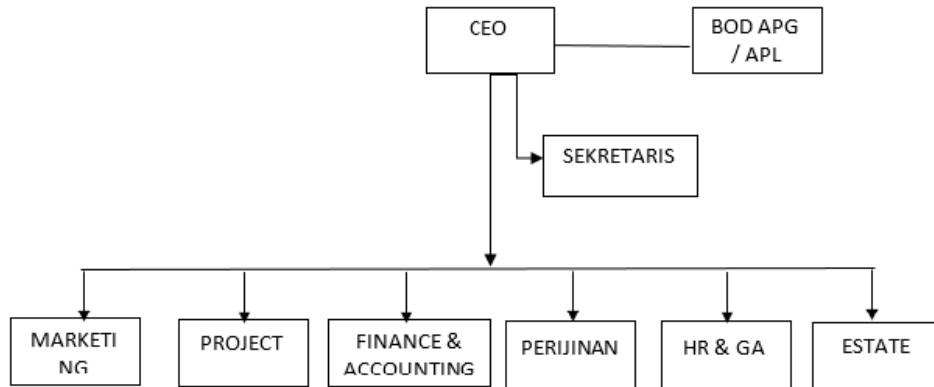 CEO
BOD APG
/ APL
SEKRETARIS
MARKETI
NG
PROJECT
FINANCE &
ACCOUNTING
PERIJINAN
HR & GA
ESTATE